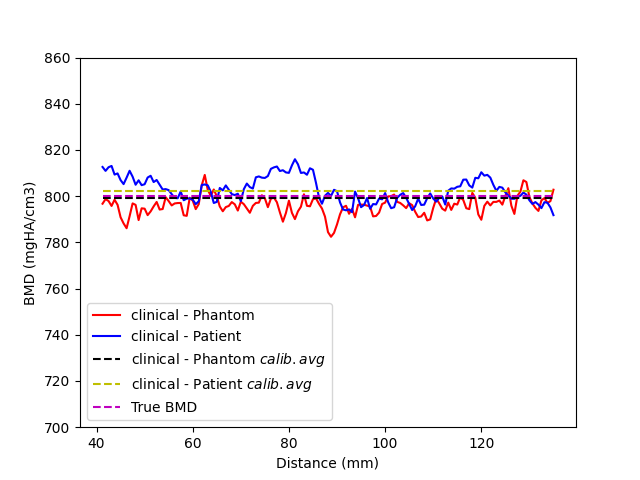 860
840
820
800
780
760
740
720
700
BMD (mgHA/cm3)
clinical - Phantom
clinical - Patient
clinical - Phantom calib.avg
clinical - Patient calib.avg
True BMD
40 60 80 100 120
Distance (mm)